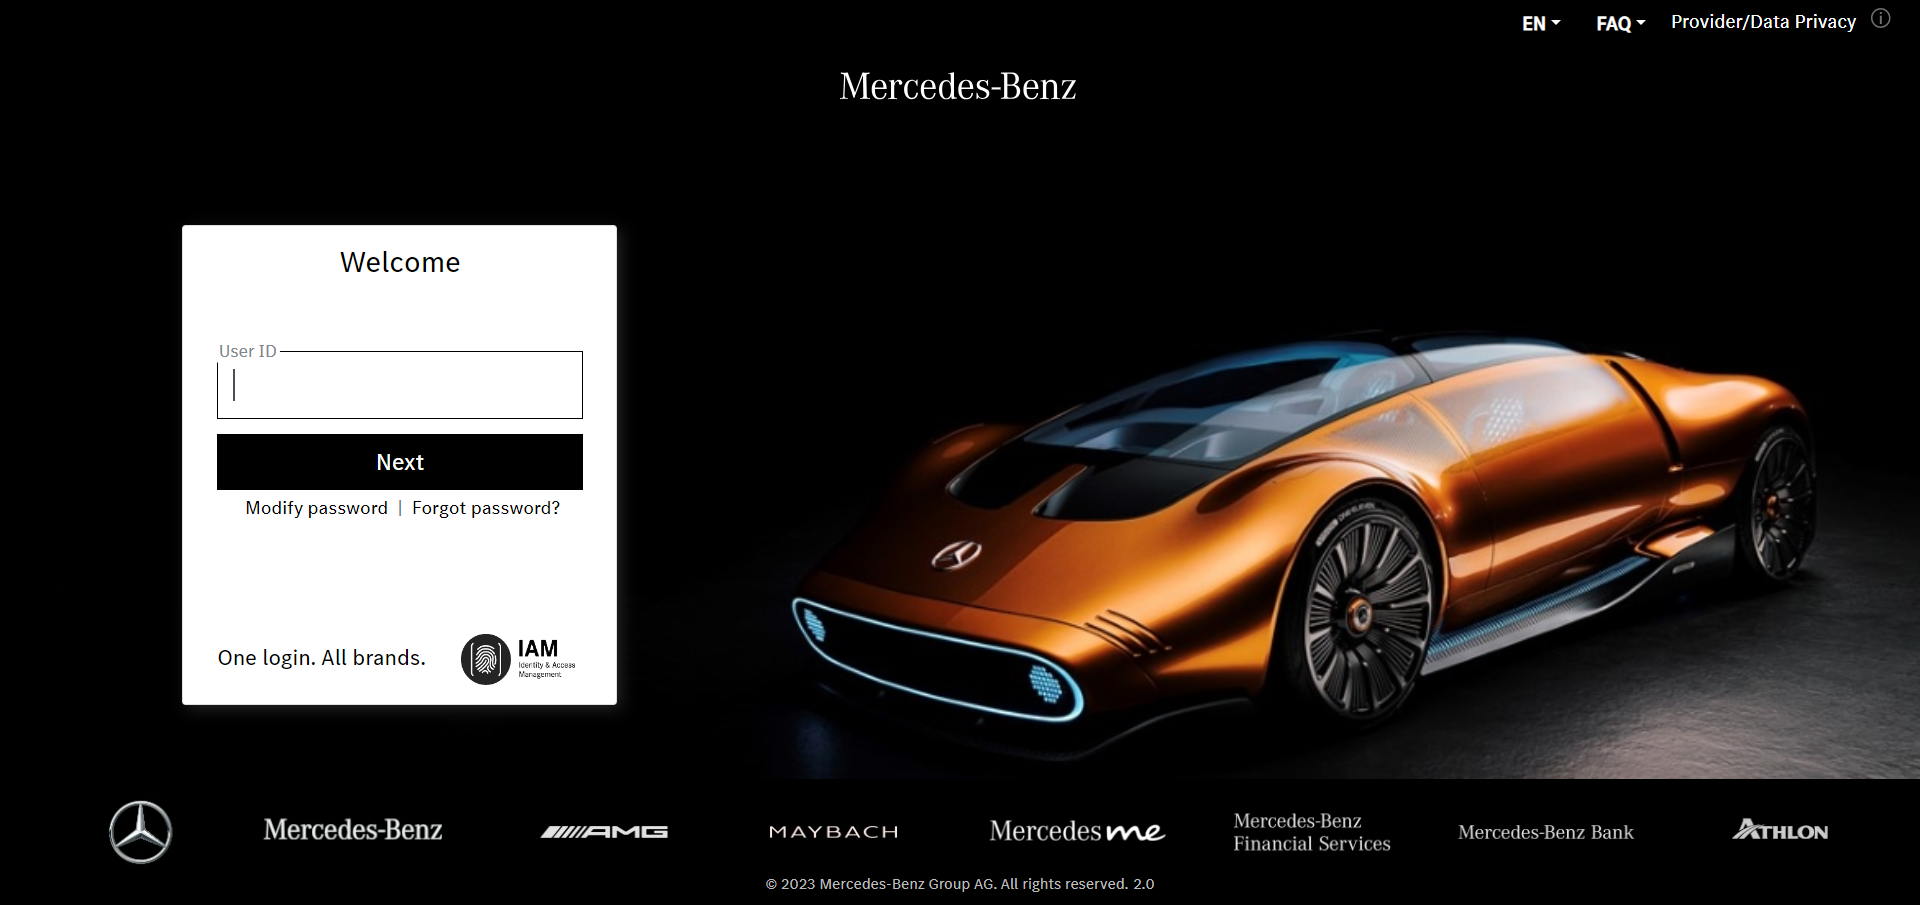 EN
FAQ
Provider/Data Privacy
Mercedes-Benz
Welcome
User ID
Next
Modify password | Forgot password?
One login. All brands.
IAM
Identity & Access
Management
Mercedes-Benz
AMG
MAYBACH
Mercedes me
Mercedes-Benz
Financial Services
Mercedes-Benz Bank
ATHLON
© 2023 Mercedes-Benz Group AG. All rights reserved. 2.0